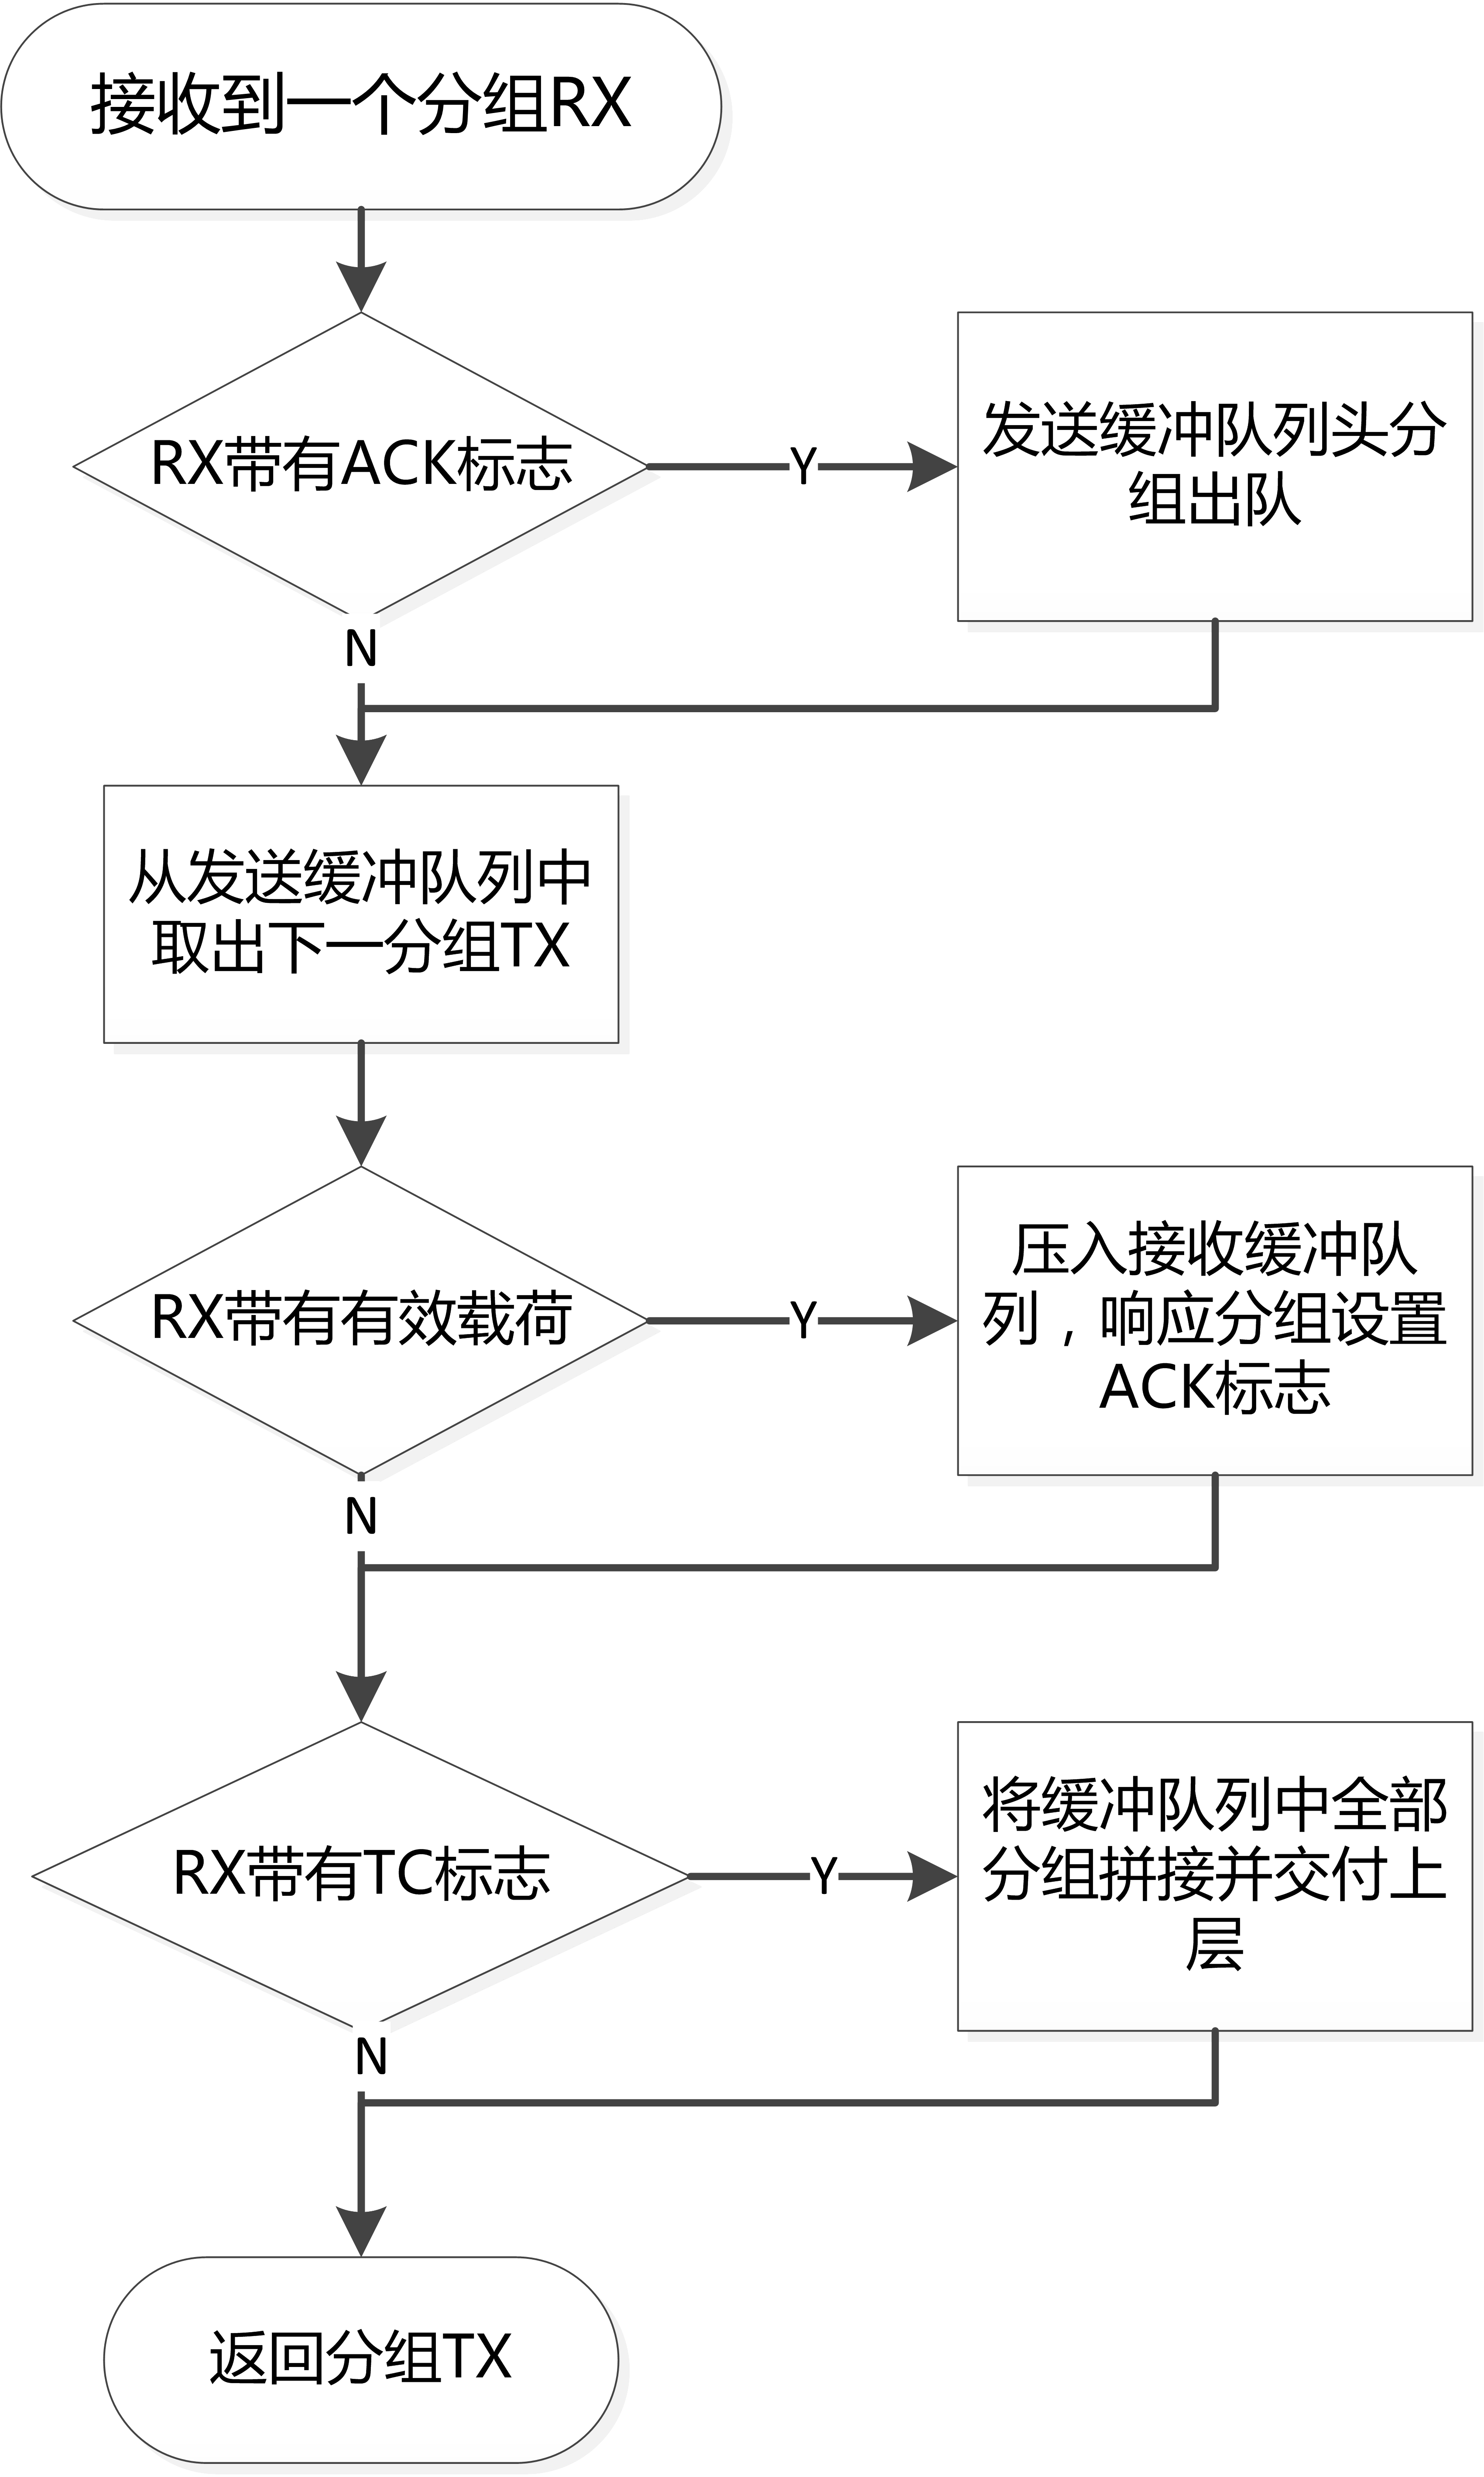 接收到一个分组RX
RX带有ACK标志
Y
发送缓冲队列头分
组出队
N
从发送缓冲队列中
取出下一分组TX
RX带有有效载荷
Y
压入接收缓冲队
列，响应分组设置
ACK标志
N
RX带有TC标志
Y
将缓冲队列中全部
分组拼接并交付上
层
N
返回分组TX